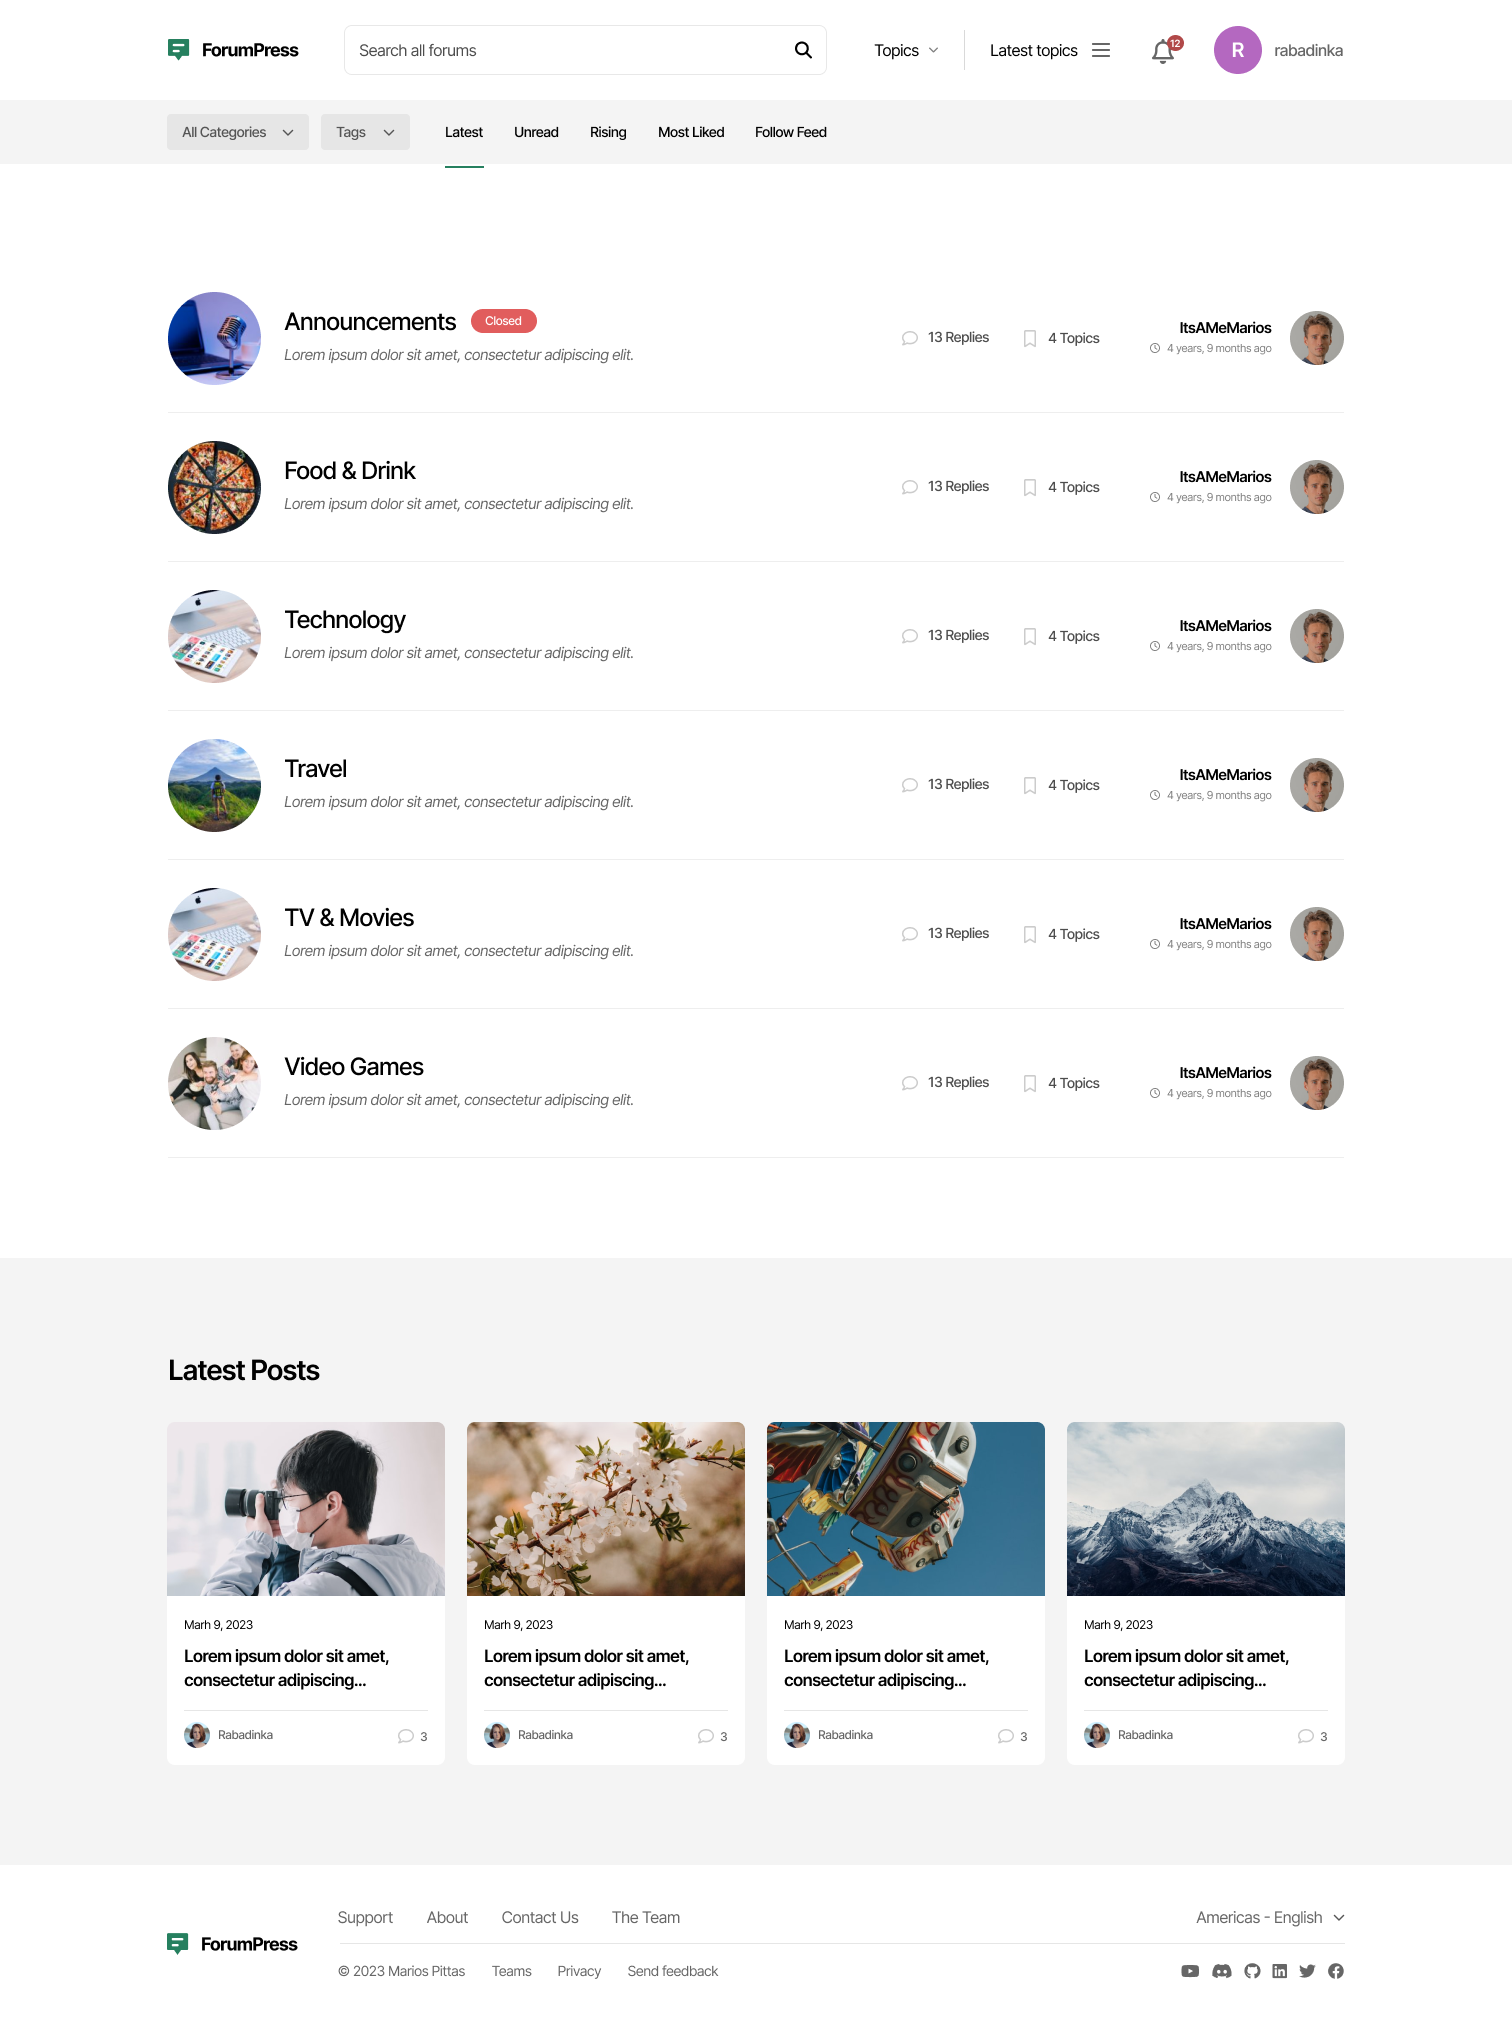 ForumPress
Search all forums
Topics
Latest topics
12
R
rabadinka
All Categories
Tags
Latest
Unread
Rising
Most Liked
Follow Feed
Announcements
Closed
Lorem ipsum dolor sit amet, consectetur adipiscing elit.
13 Replies
4 Topics
ItsAMeMarios
4 years, 9 months ago
Food & Drink
Lorem ipsum dolor sit amet, consectetur adipiscing elit.
13 Replies
4 Topics
ItsAMeMarios
4 years, 9 months ago
Technology
Lorem ipsum dolor sit amet, consectetur adipiscing elit.
13 Replies
4 Topics
ItsAMeMarios
4 years, 9 months ago
Travel
Lorem ipsum dolor sit amet, consectetur adipiscing elit.
13 Replies
4 Topics
ItsAMeMarios
4 years, 9 months ago
TV & Movies
Lorem ipsum dolor sit amet, consectetur adipiscing elit.
13 Replies
4 Topics
ItsAMeMarios
4 years, 9 months ago
Video Games
Lorem ipsum dolor sit amet, consectetur adipiscing elit.
13 Replies
4 Topics
ItsAMeMarios
4 years, 9 months ago
Latest Posts
Marh 9, 2023
Lorem ipsum dolor sit amet,
consectetur adipiscing...
Rabadinka
3
Marh 9, 2023
Lorem ipsum dolor sit amet,
consectetur adipiscing...
Rabadinka
3
Marh 9, 2023
Lorem ipsum dolor sit amet,
consectetur adipiscing...
Rabadinka
3
Marh 9, 2023
Lorem ipsum dolor sit amet,
consectetur adipiscing...
Rabadinka
3
ForumPress
Support
About
Contact Us
The Team
Americas - English
© 2023 Marios Pittas
Teams
Privacy
Send feedback